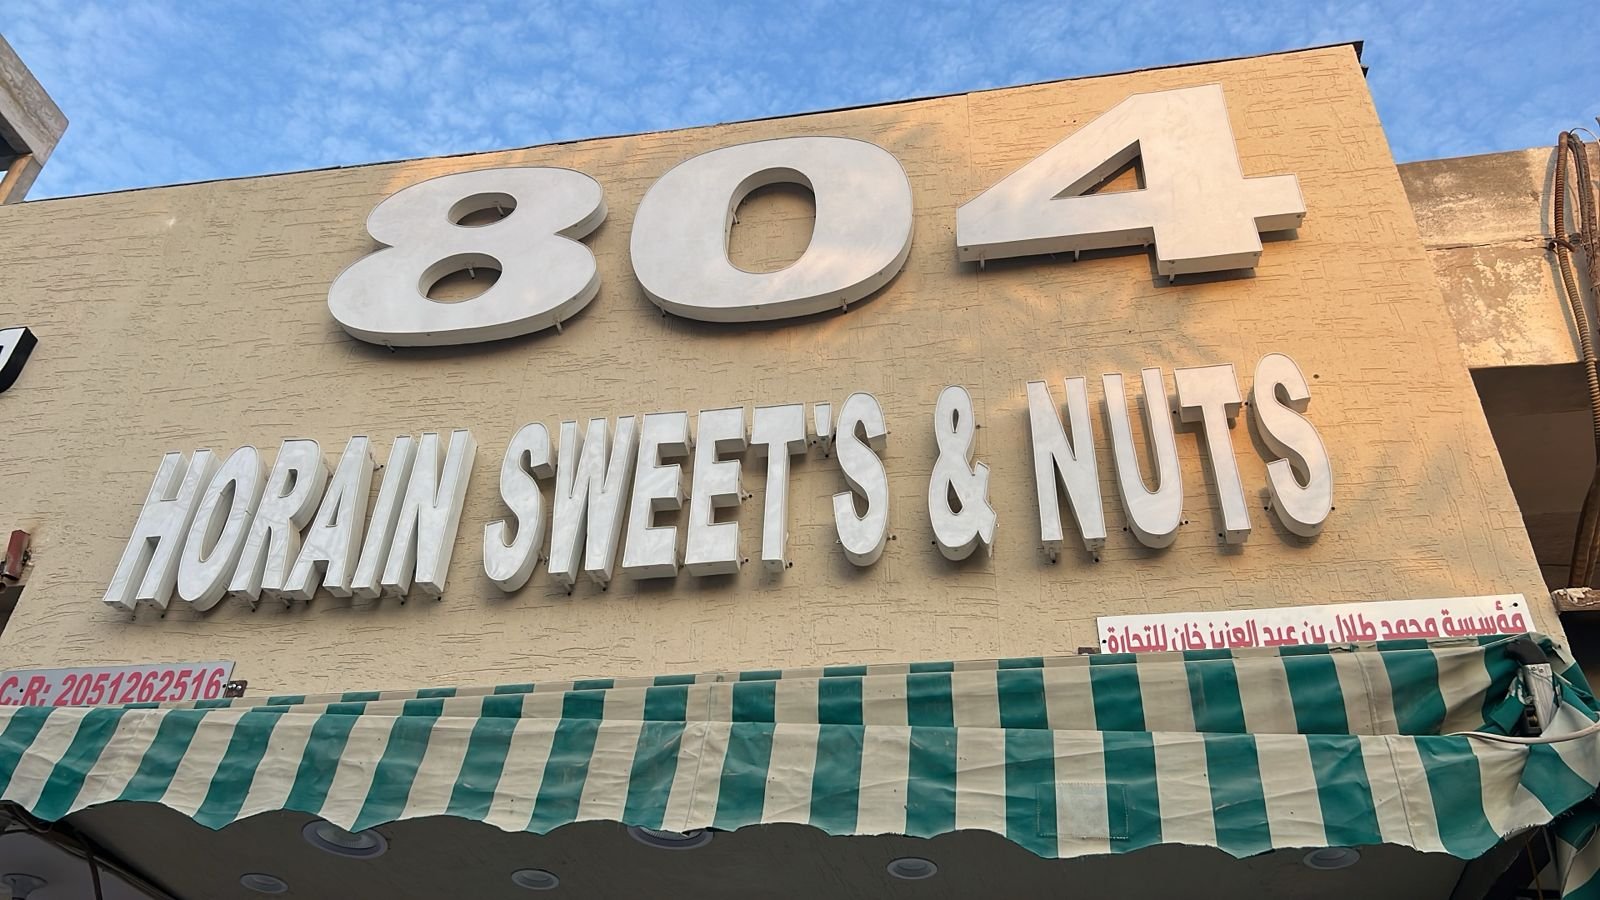 804
HORAIN SWEET'S & NUTS
مؤسسة محمد طلال بن عبد العزيز خان للتجارة
C.R: 2051262516